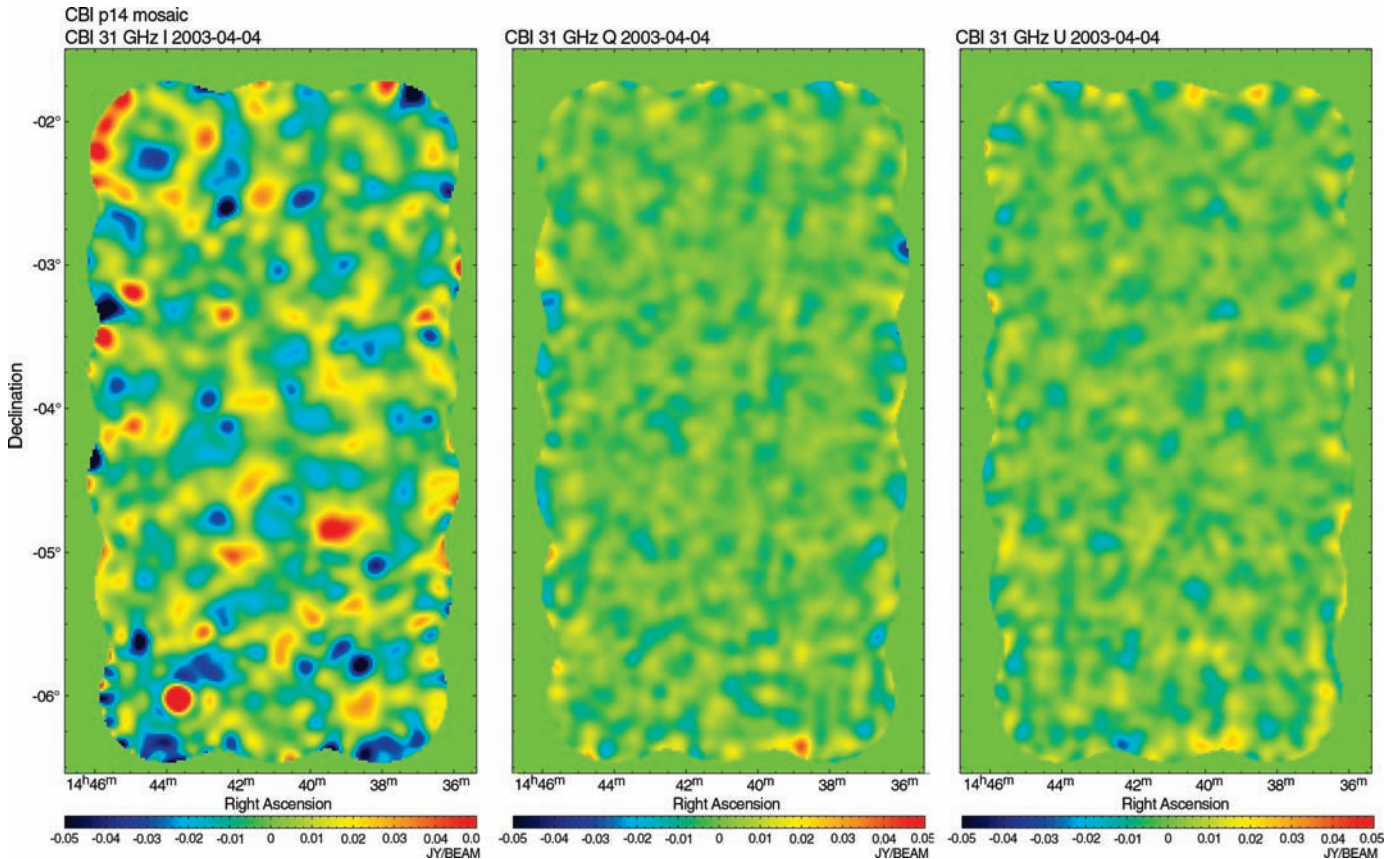 CBI p14 mosaic
CBI 31 GHz I 2003-04-04
CBI 31 GHz Q 2003-04-04
CBI 31 GHz U 2003-04-04
Declination
-02°
-03°
-04°
-05°
-06°
14h46m 44m 42m 40m 38m 36m
14h46m 44m 42m 40m 38m 36m
14h46m 44m 42m 40m 38m 36m
Right Ascension
Right Ascension
Right Ascension
-0.05 -0.04 -0.03 -0.02 -0.01 0 0.01 0.02 0.03 0.04 0.0
JY/BEAM
-0.05 -0.04 -0.03 -0.02 -0.01 0 0.01 0.02 0.03 0.04 0.05
JY/BEAM
-0.05 -0.04 -0.03 -0.02 -0.01 0 0.01 0.02 0.03 0.04 0.05
JY/BEAM